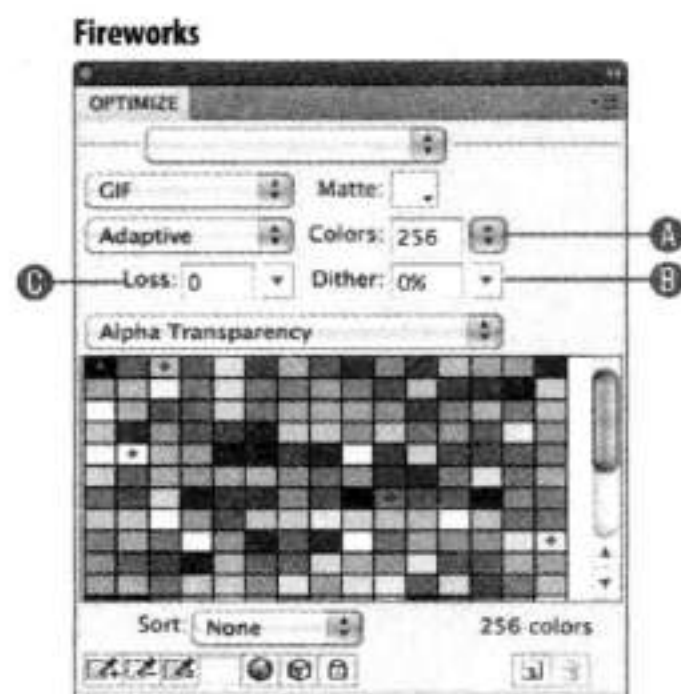 Fireworks
OPTIMIZE
GIF Matte:
Adaptive Colors: 256 A
C Loss: 0 Dither: 0% B
Alpha Transparency
Sort: None 256 colors